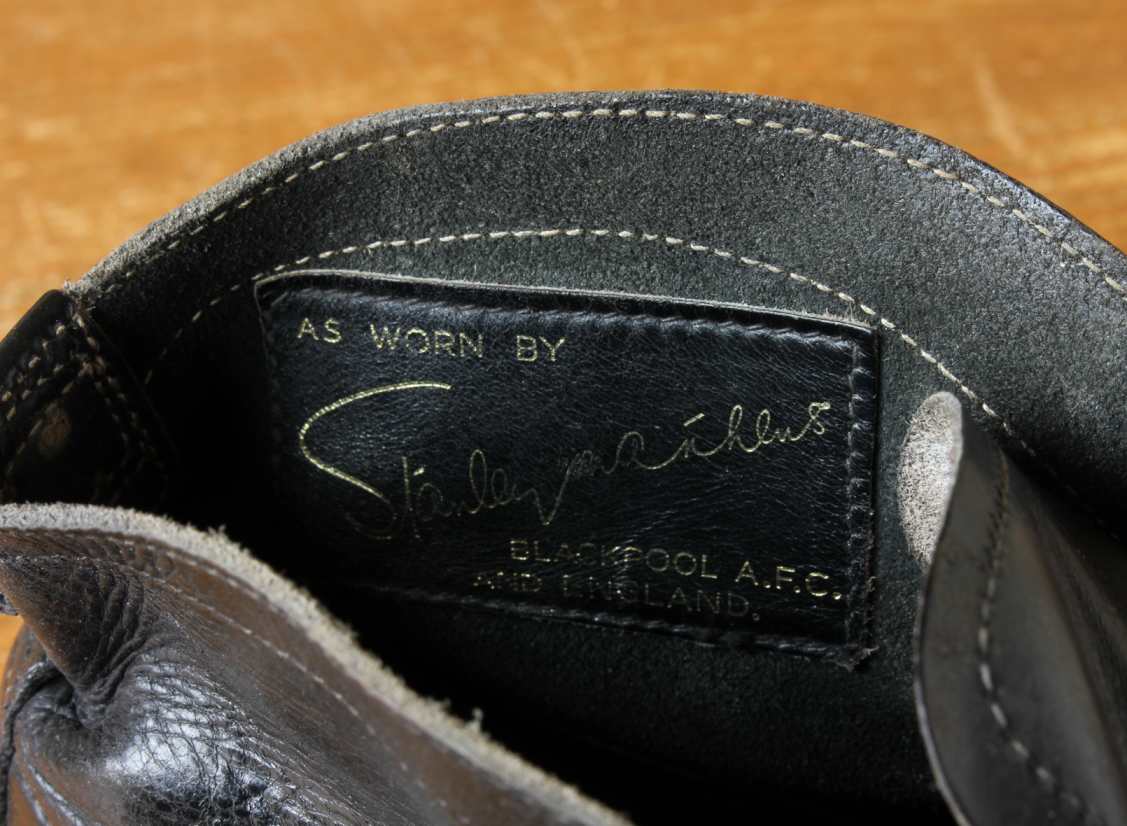 AS WORN BY
Stanley matthews
BLACKPOOL A.F.C.
AND ENGLAND.